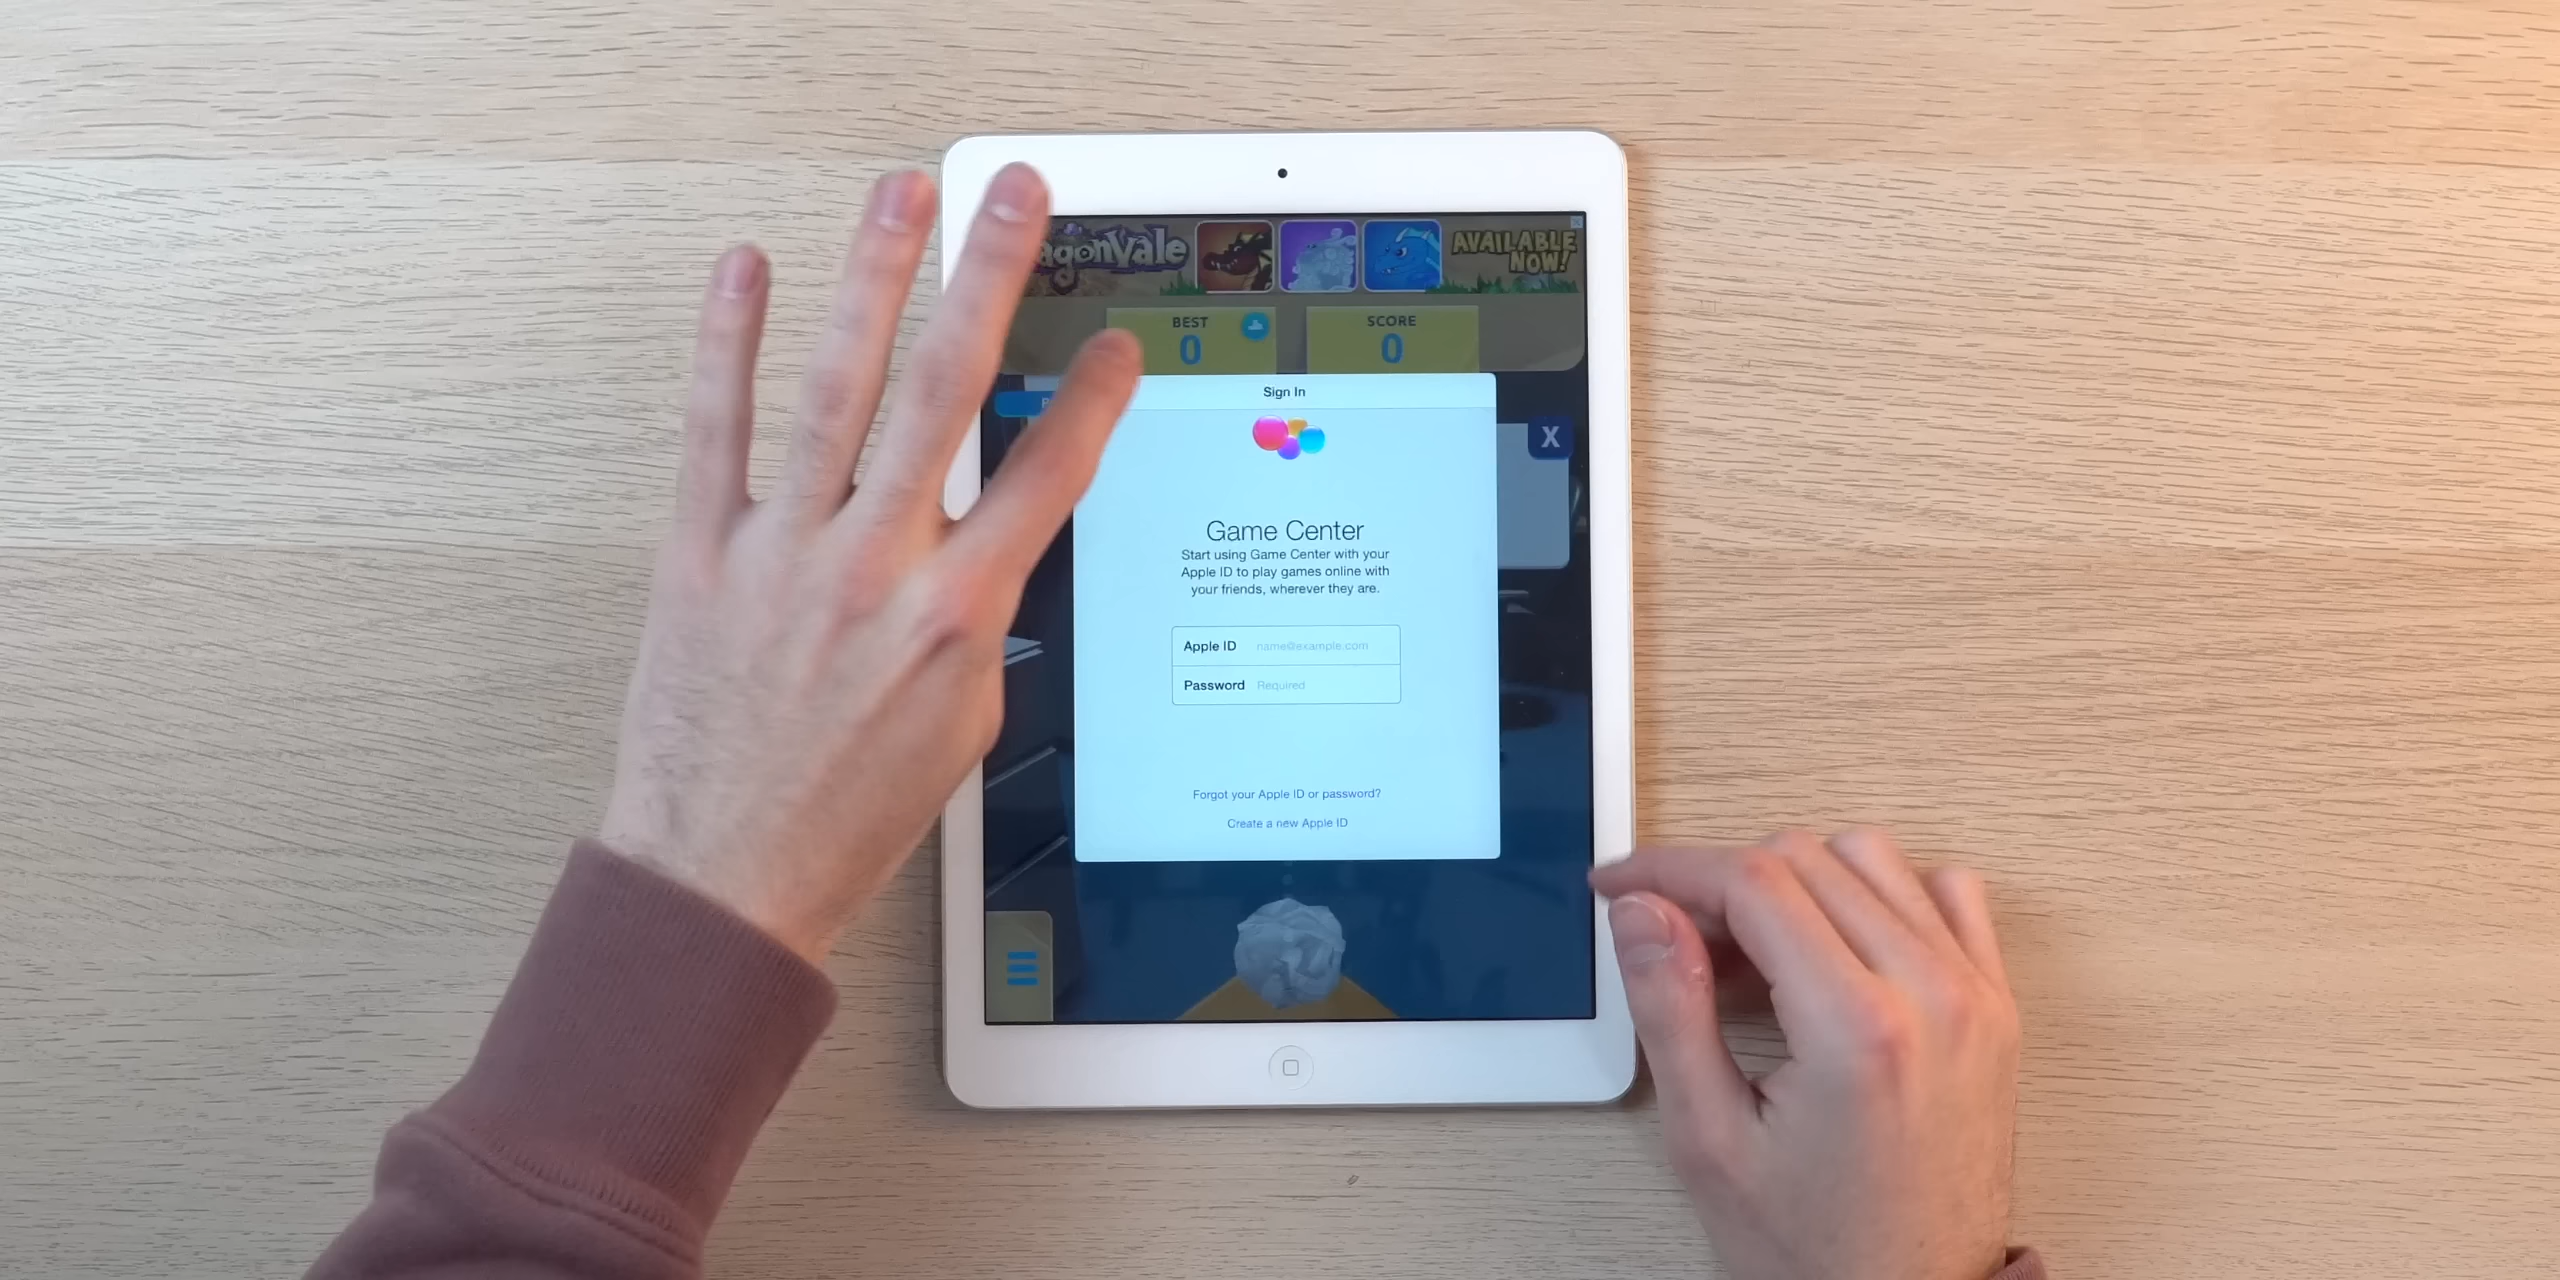 agonVale
AVAILABLE
NOW!
BEST
0
SCORE
0
Sign In
X
Game Center
Start using Game Center with your
Apple ID to play games online with
your friends, wherever they are.
Apple ID name@example.com
Password Required
Forgot your Apple ID or password?
Create a new Apple ID